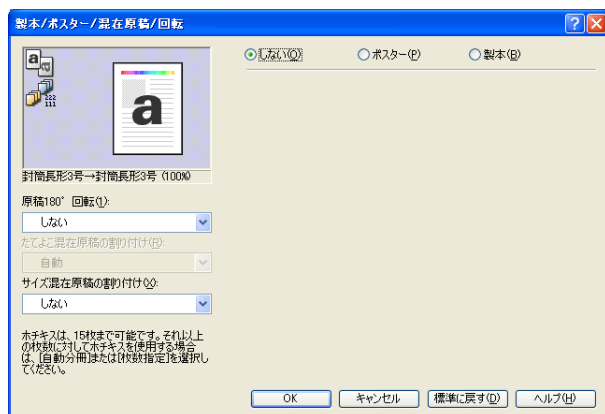 製本/ポスター/混在原稿/回転
a
a
222
111
a
封筒長形3号→封筒長形3号 (100%)
原稿180° 回転(1):
しない
たてよこ混在原稿の割り付け(R):
自動
サイズ混在原稿の割り付け(X):
しない
ホチキスは、15枚まで可能です。それ以上
の枚数に対してホチキスを使用する場合
は、[自動分冊]または[枚数指定]を選択し
てください。
しない(O) ポスター(P) 製本(B)
OK キャンセル 標準に戻す(D) ヘルプ(H)